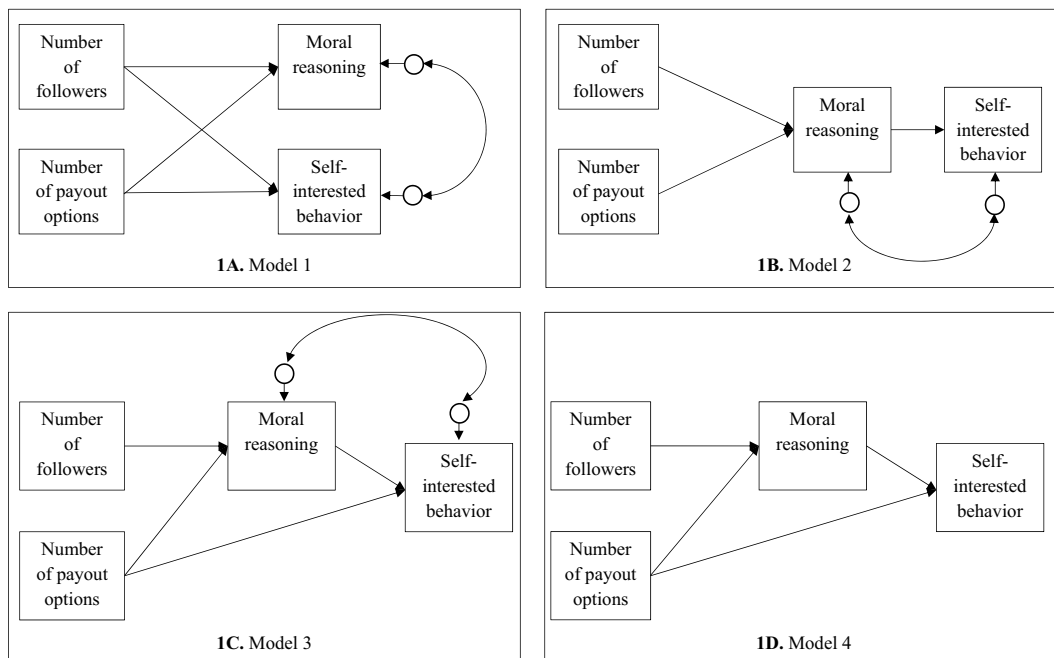 Number
of
followers
Moral
reasoning
Number
of payout
options
Self-
interested
behavior
1A. Model 1
Number
of
followers
Moral
reasoning
Self-
interested
behavior
Number
of payout
options
1B. Model 2
Number
of
followers
Moral
reasoning
Self-
interested
behavior
Number
of payout
options
1C. Model 3
Number
of
followers
Moral
reasoning
Self-
interested
behavior
Number
of payout
options
1D. Model 4